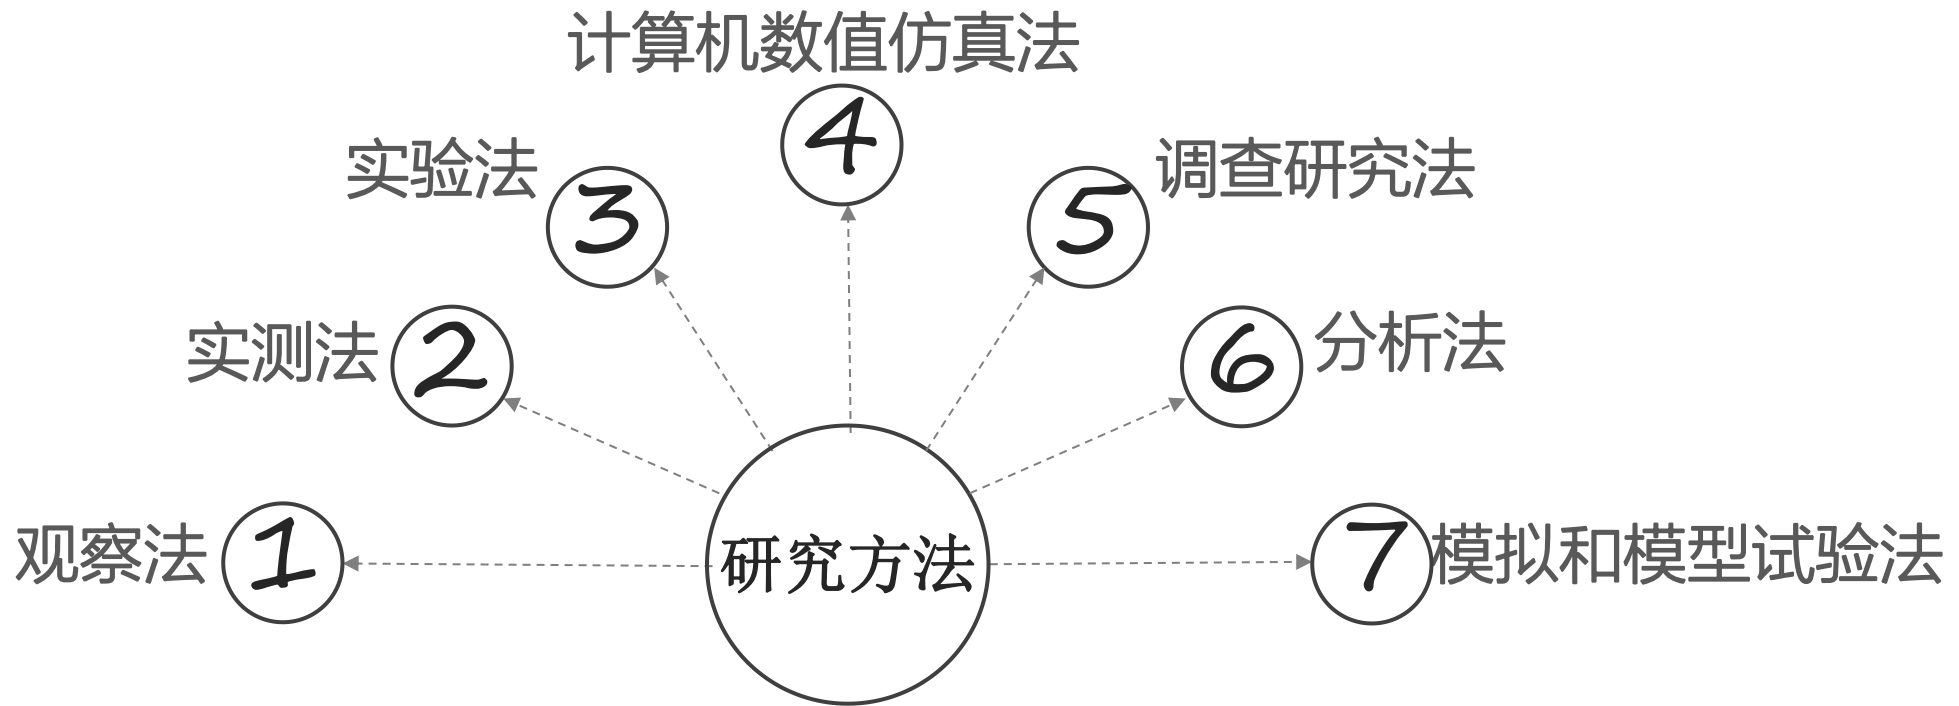 计算机数值仿真法
4
实验法
3
5
调查研究法
实测法
2
6
分析法
观察法
1
研究方法
7
模拟和模型试验法